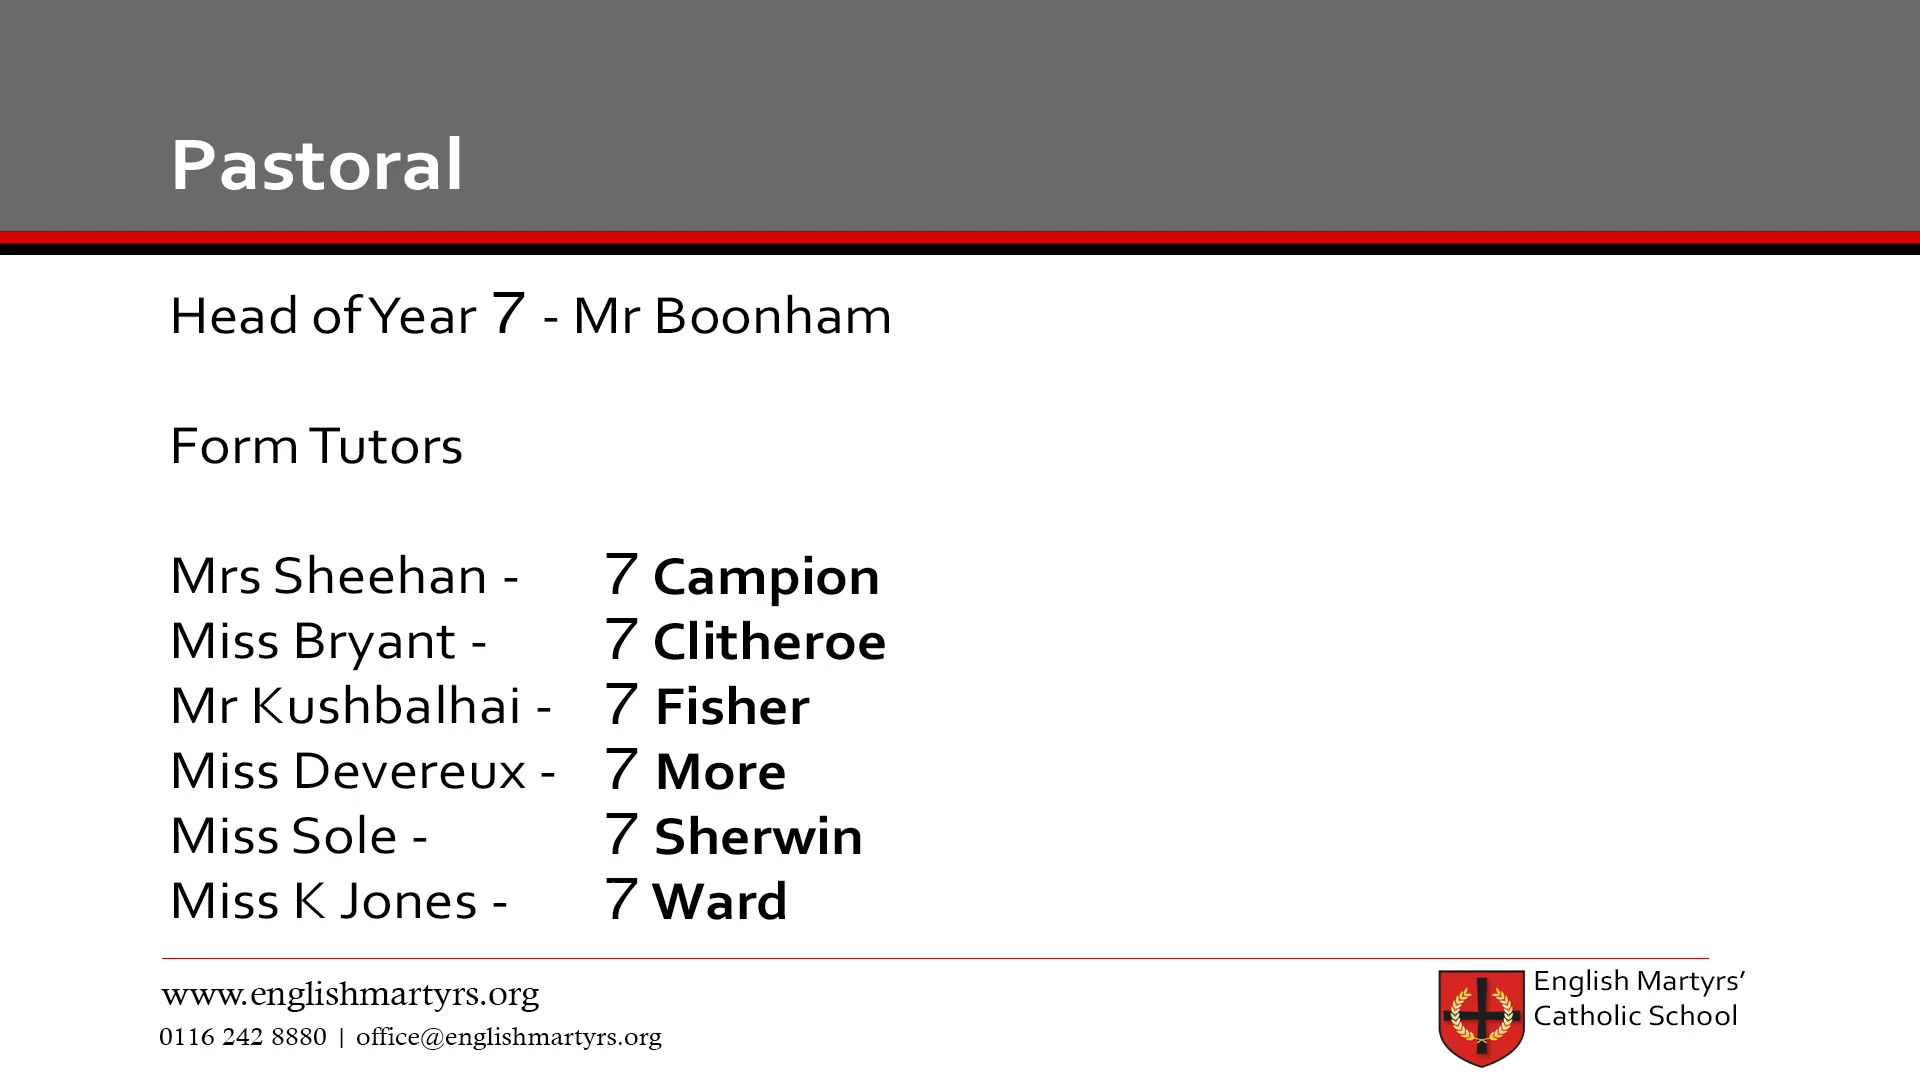 Pastoral
Head of Year 7 - Mr Boonham
Form Tutors
Mrs Sheehan - 7 Campion
Miss Bryant - 7 Clitheroe
Mr Kushbalhai - 7 Fisher
Miss Devereux - 7 More
Miss Sole - 7 Sherwin
Miss K Jones - 7 Ward
www.englishmartyrs.org
0116 242 8880 | office@englishmartyrs.org
English Martyrs’
Catholic School